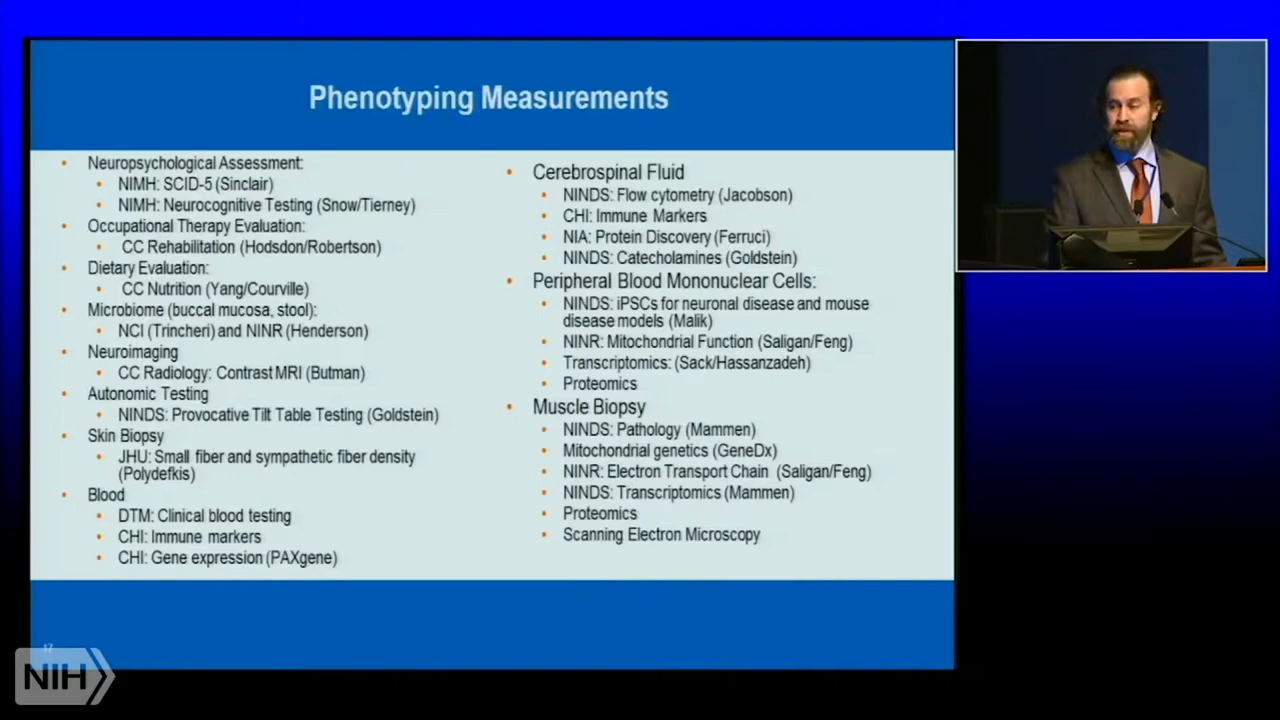 Phenotyping Measurements
• Neuropsychological Assessment:
• NIMH: SCID-5 (Sinclair)
• NIMH: Neurocognitive Testing (Snow/Tierney)
• Occupational Therapy Evaluation:
• CC Rehabilitation (Hodsdon/Robertson)
• Dietary Evaluation:
• CC Nutrition (Yang/Courville)
• Microbiome (buccal mucosa, stool):
• NCI (Trincheri) and NINR (Henderson)
• Neuroimaging
• CC Radiology: Contrast MRI (Butman)
• Autonomic Testing
• NINDS: Provocative Tilt Table Testing (Goldstein)
• Skin Biopsy
• JHU: Small fiber and sympathetic fiber density
(Polydefkis)
• Blood
• DTM: Clinical blood testing
• CHI: Immune markers
• CHI: Gene expression (PAXgene)
• Cerebrospinal Fluid
• NINDS: Flow cytometry (Jacobson)
• CHI: Immune Markers
• NIA: Protein Discovery (Ferruci)
• NINDS: Catecholamines (Goldstein)
• Peripheral Blood Mononuclear Cells:
• NINDS: iPSCs for neuronal disease and mouse
disease models (Malik)
• NINR: Mitochondrial Function (Saligan/Feng)
• Transcriptomics: (Sack/Hassanzadeh)
• Proteomics
• Muscle Biopsy
• NINDS: Pathology (Mammen)
• Mitochondrial genetics (GeneDx)
• NINR: Electron Transport Chain (Saligan/Feng)
• NINDS: Transcriptomics (Mammen)
• Proteomics
• Scanning Electron Microscopy
17
NIH